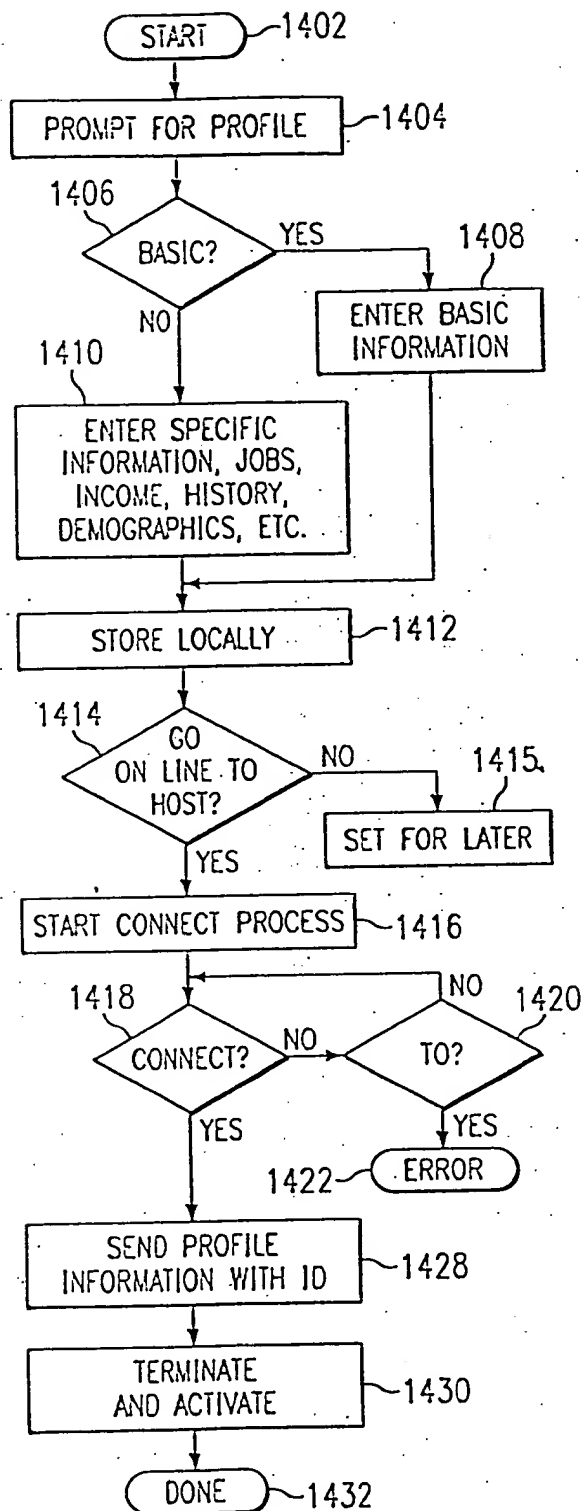 START
1402
PROMPT FOR PROFILE
1404
1406
BASIC?
YES
NO
1408
ENTER BASIC
INFORMATION
1410
ENTER SPECIFIC
INFORMATION, JOBS,
INCOME, HISTORY,
DEMOGRAPHICS, ETC.
STORE LOCALLY
1412
1414
GO
ON LINE TO
HOST?
NO
YES
1415
SET FOR LATER
START CONNECT PROCESS
1416
1418
CONNECT?
NO
YES
NO
1420
TO?
YES
1422
ERROR
SEND PROFILE
INFORMATION WITH ID
1428
TERMINATE
AND ACTIVATE
1430
DONE
1432